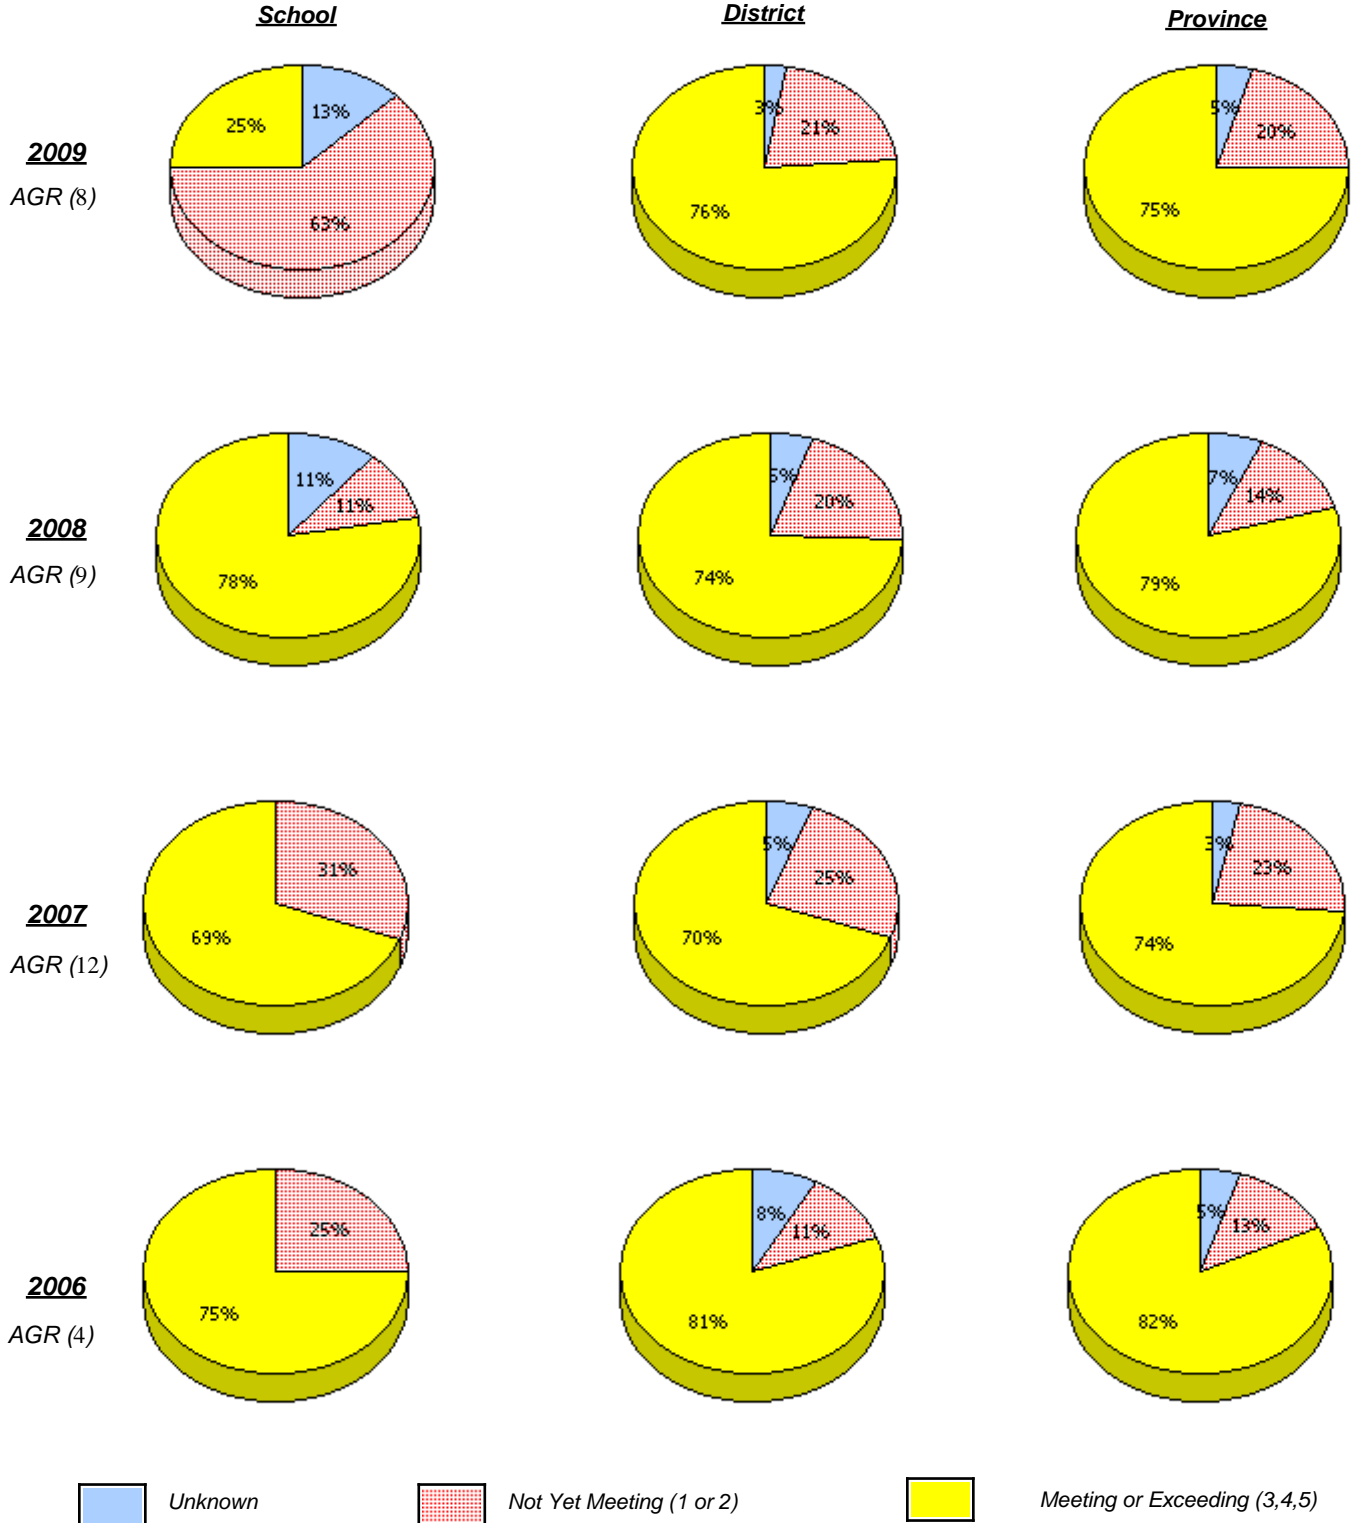 School District Province
13% 25% 63%
3% 21% 76%
5% 20% 75%
2009
AGR (8)
11% 11% 78%
5% 20% 74%
7% 14% 79%
2008
AGR (9)
31% 69%
5% 25% 70%
3% 23% 74%
2007
AGR (12)
25% 75%
8% 11% 81%
5% 13% 82%
2006
AGR (4)
Unknown Not Yet Meeting (1 or 2) Meeting or Exceeding (3,4,5)